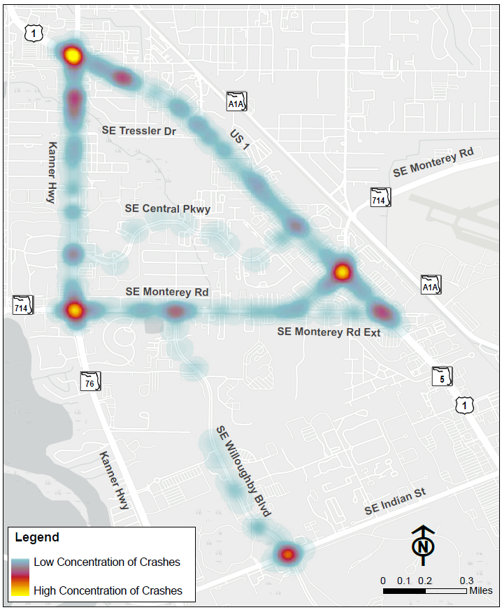 1
A1A
SE Tressler Dr
US 1
SE Monterey Rd
714
Kanner Hwy
SE Central Pkwy
A1A
SE Monterey Rd
714
SE Monterey Rd Ext
76
5
1
SE Willoughby Blvd
Kanner Hwy
SE Indian St
Legend
Low Concentration of Crashes
High Concentration of Crashes
N
0 0.1 0.2 0.3
Miles